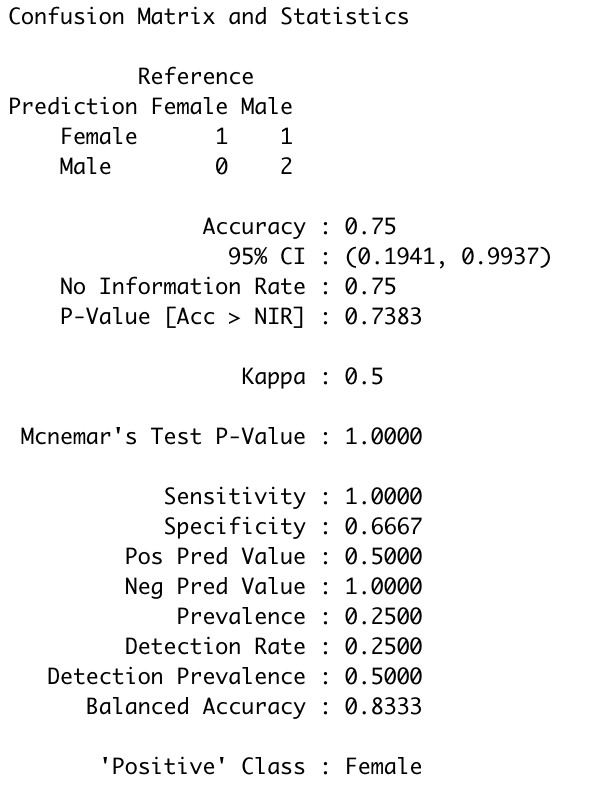 Confusion Matrix and Statistics
Reference
Prediction Female Male
Female 1 1
Male 0 2
Accuracy : 0.75
95% CI : (0.1941, 0.9937)
No Information Rate : 0.75
P-Value [Acc > NIR] : 0.7383
Kappa : 0.5
Mcnemar's Test P-Value : 1.0000
Sensitivity : 1.0000
Specificity : 0.6667
Pos Pred Value : 0.5000
Neg Pred Value : 1.0000
Prevalence : 0.2500
Detection Rate : 0.2500
Detection Prevalence : 0.5000
Balanced Accuracy : 0.8333
'Positive' Class : Female